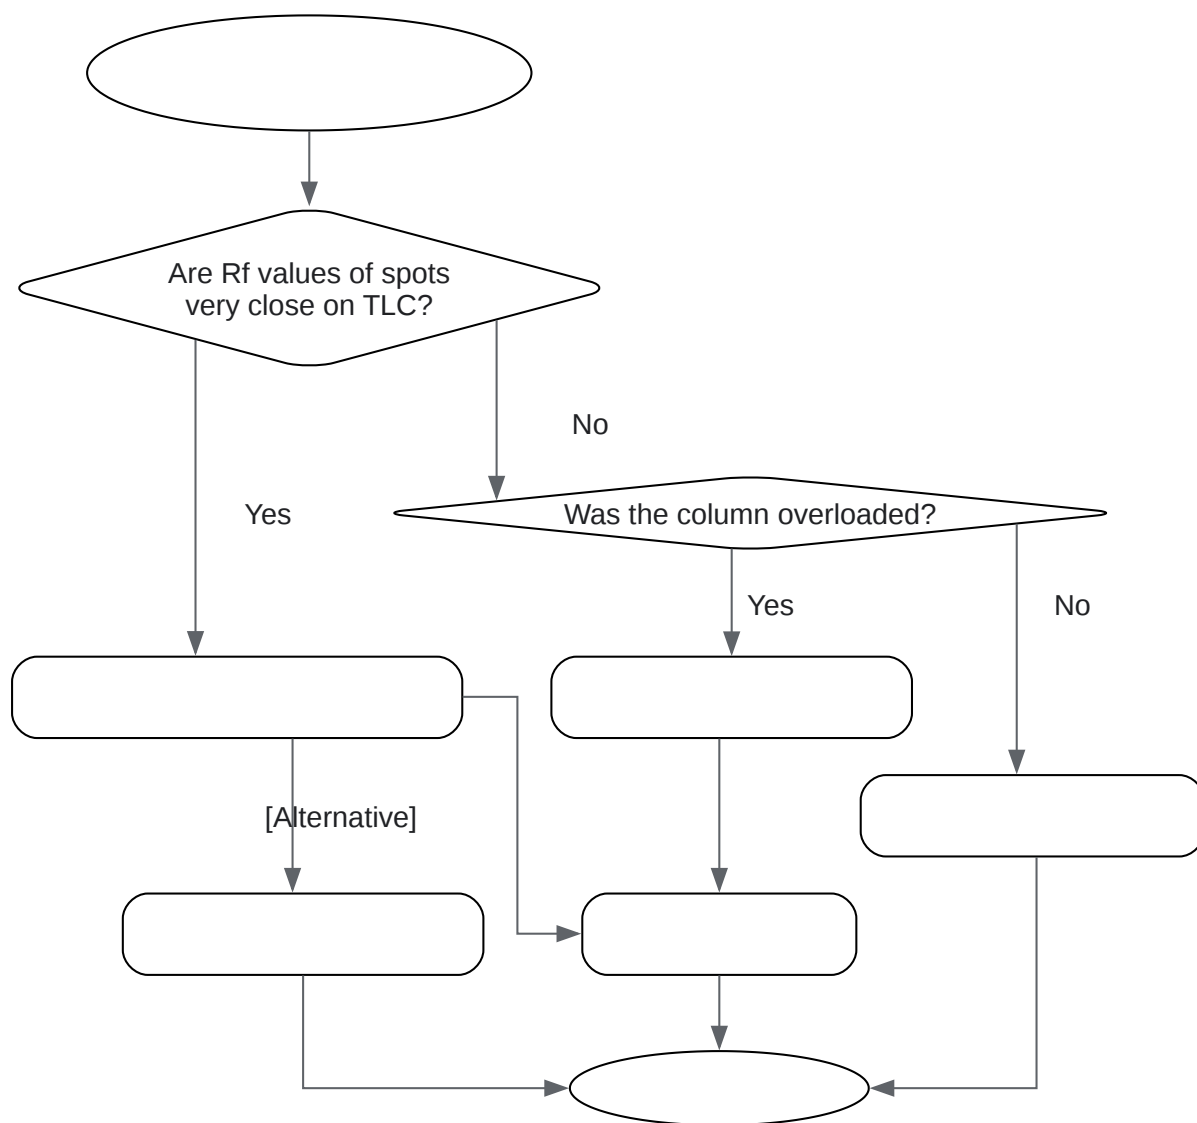 Are Rf values of spots
very close on TLC?
No
Yes
Was the column overloaded?
Yes
No
[Alternative]